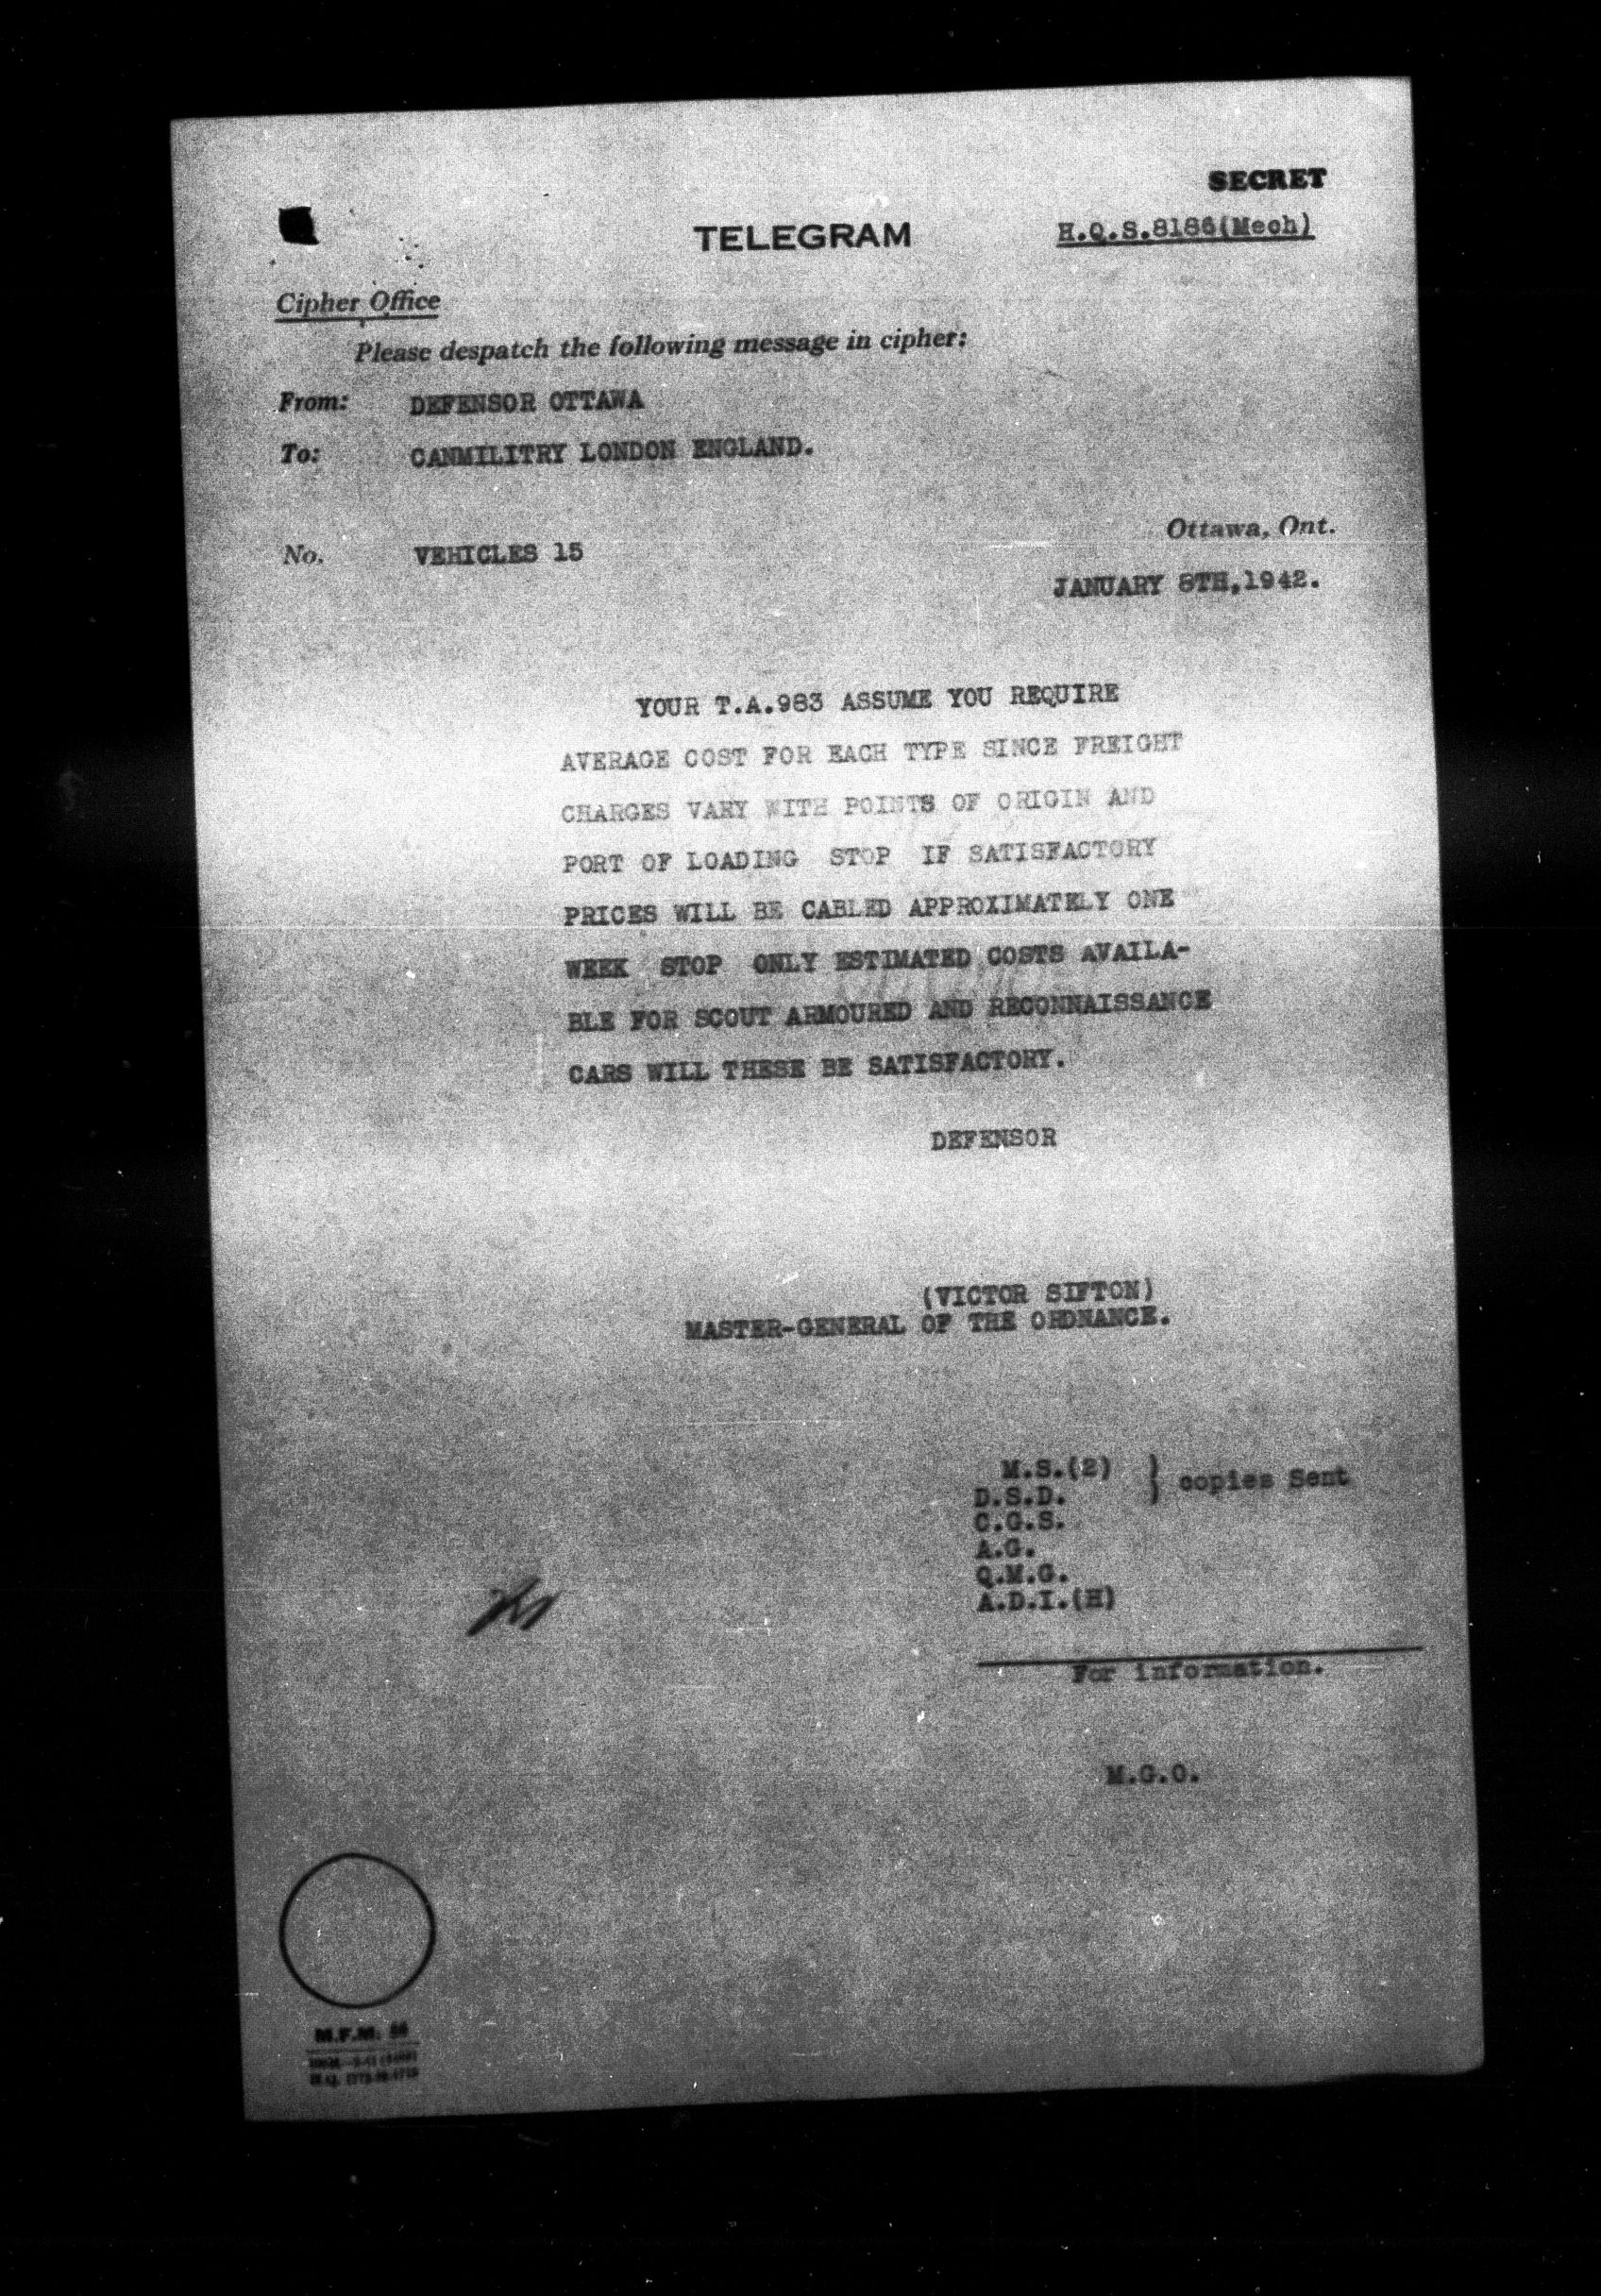 SECRET
TELEGRAM
H.Q.S.8186(Mech)
Cipher Office
Please despatch the following message in cipher:
From: DEFENSOR OTTAWA
To: CANMILITRY LONDON ENGLAND.
Ottawa, Ont.
No. VEHICLES 15
JANUARY 8TH,1942.
YOUR T.A.983 ASSUME YOU REQUIRE
AVERAGE COST FOR EACH TYPE SINCE FREIGHT
CHARGES VARY WITH POINTS OF ORIGIN AND
PORT OF LOADING STOP IF SATISFACTORY
PRICES WILL BE CABLED APPROXIMATELY ONE
WEEK STOP ONLY ESTIMATED COSTS AVAILA-
BLE FOR SCOUT ARMOURED AND RECONNAISSANCE
CARS WILL THESE BE SATISFACTORY.
DEFENSOR
(VICTOR SIFTON)
MASTER-GENERAL OF THE ORDNANCE.
M.S.(2) ) copies Sent
D.S.D. )
C.G.S.
A.G.
Q.M.G.
A.D.I.(H)
For information.
M.G.O.
M.F.M.